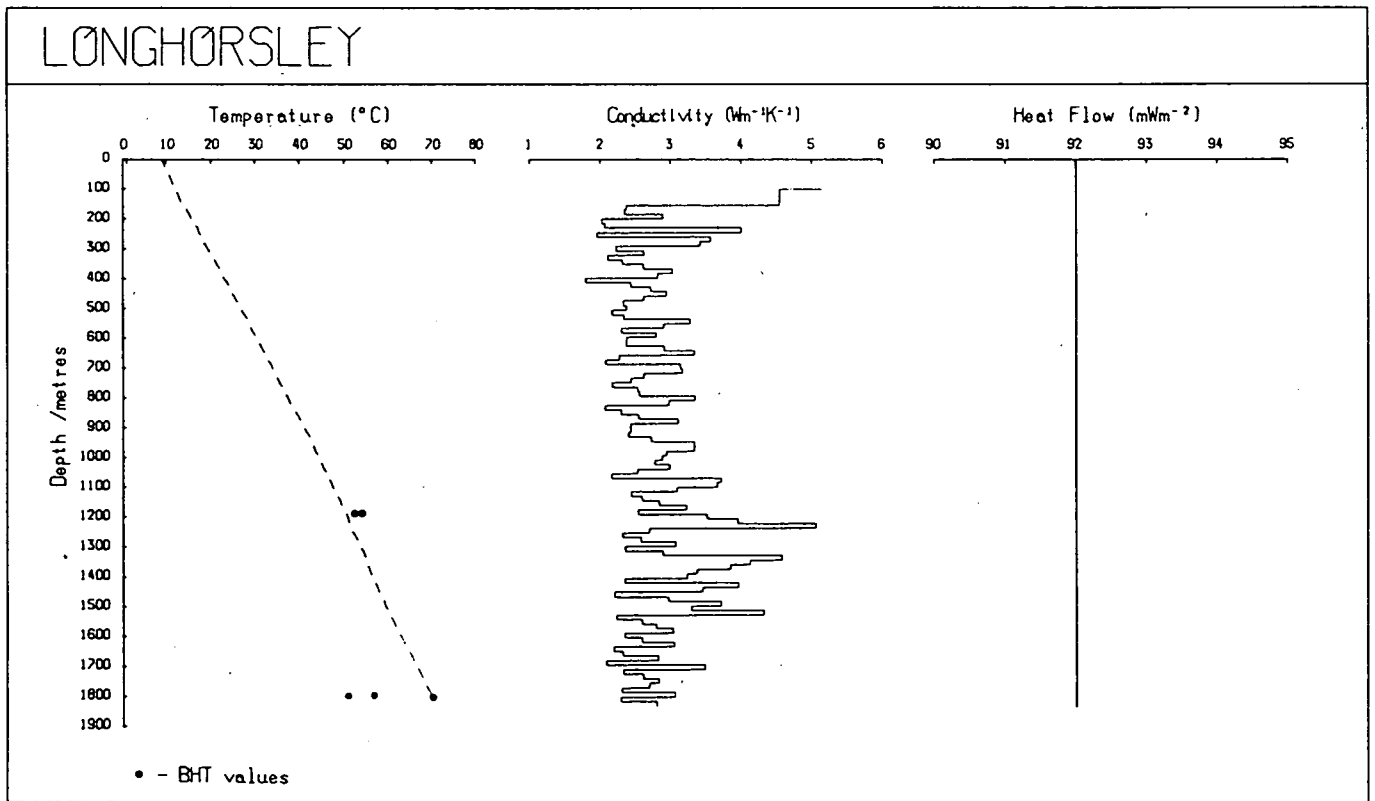 LØNGHØRSLEY
Temperature (°C)
Conductivity (Wm⁻¹K⁻¹)
Heat Flow (mWm⁻²)
0 10 20 30 40 50 60 70 80
1 2 3 4 5 6
90 91 92 93 94 95
Depth /metres
0
100
200
300
400
500
600
700
800
900
1000
1100
1200
1300
1400
1500
1600
1700
1800
1900
• - BHT values